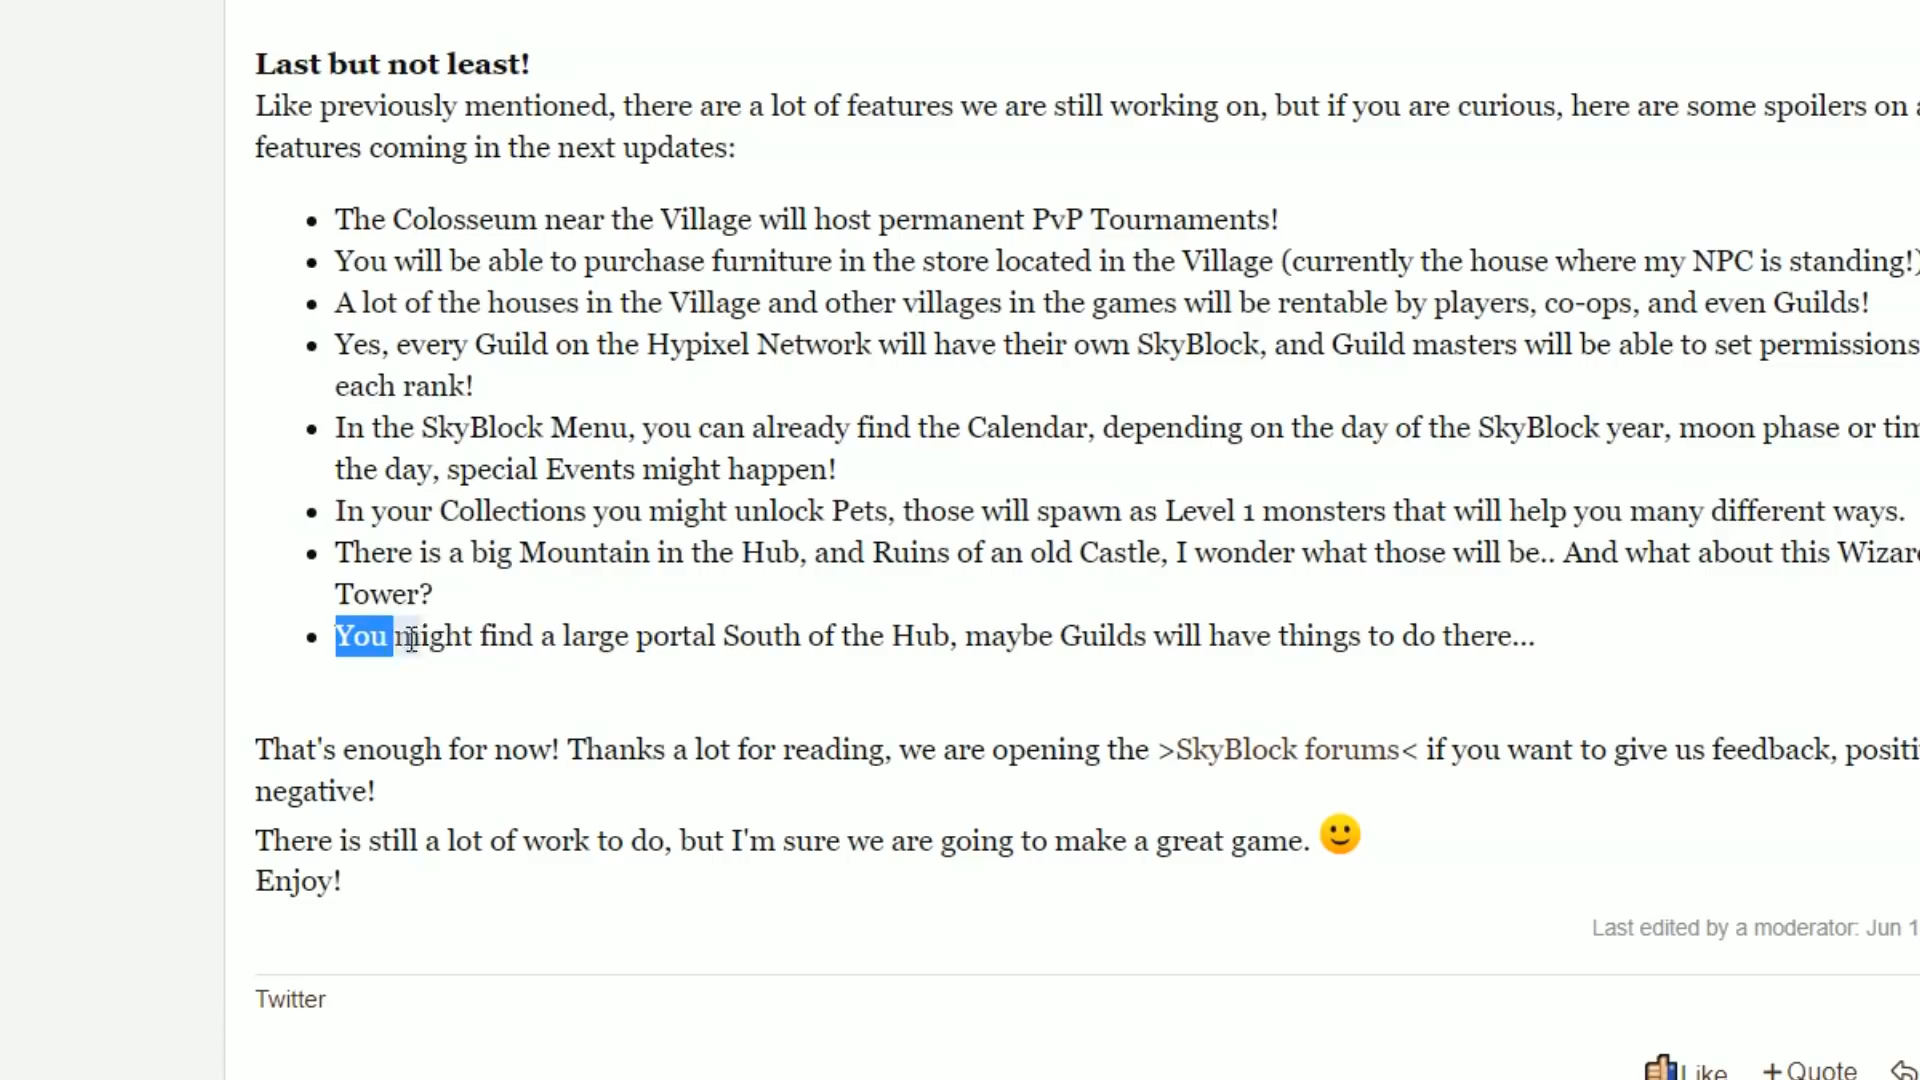 Last but not least!
Like previously mentioned, there are a lot of features we are still working on, but if you are curious, here are some spoilers on
features coming in the next updates:
• The Colosseum near the Village will host permanent PvP Tournaments!
• You will be able to purchase furniture in the store located in the Village (currently the house where my NPC is standing!)
• A lot of the houses in the Village and other villages in the games will be rentable by players, co-ops, and even Guilds!
• Yes, every Guild on the Hypixel Network will have their own SkyBlock, and Guild masters will be able to set permissions
each rank!
• In the SkyBlock Menu, you can already find the Calendar, depending on the day of the SkyBlock year, moon phase or
the day, special Events might happen!
• In your Collections you might unlock Pets, those will spawn as Level 1 monsters that will help you many different ways.
• There is a big Mountain in the Hub, and Ruins of an old Castle, I wonder what those will be.. And what about this
Tower?
• You might find a large portal South of the Hub, maybe Guilds will have things to do there...
That's enough for now! Thanks a lot for reading, we are opening the >SkyBlock forums< if you want to give us feedback,
negative!
There is still a lot of work to do, but I'm sure we are going to make a great game. 🙂
Enjoy!
Last edited by a moderator: Jun
Twitter
Like + Quote